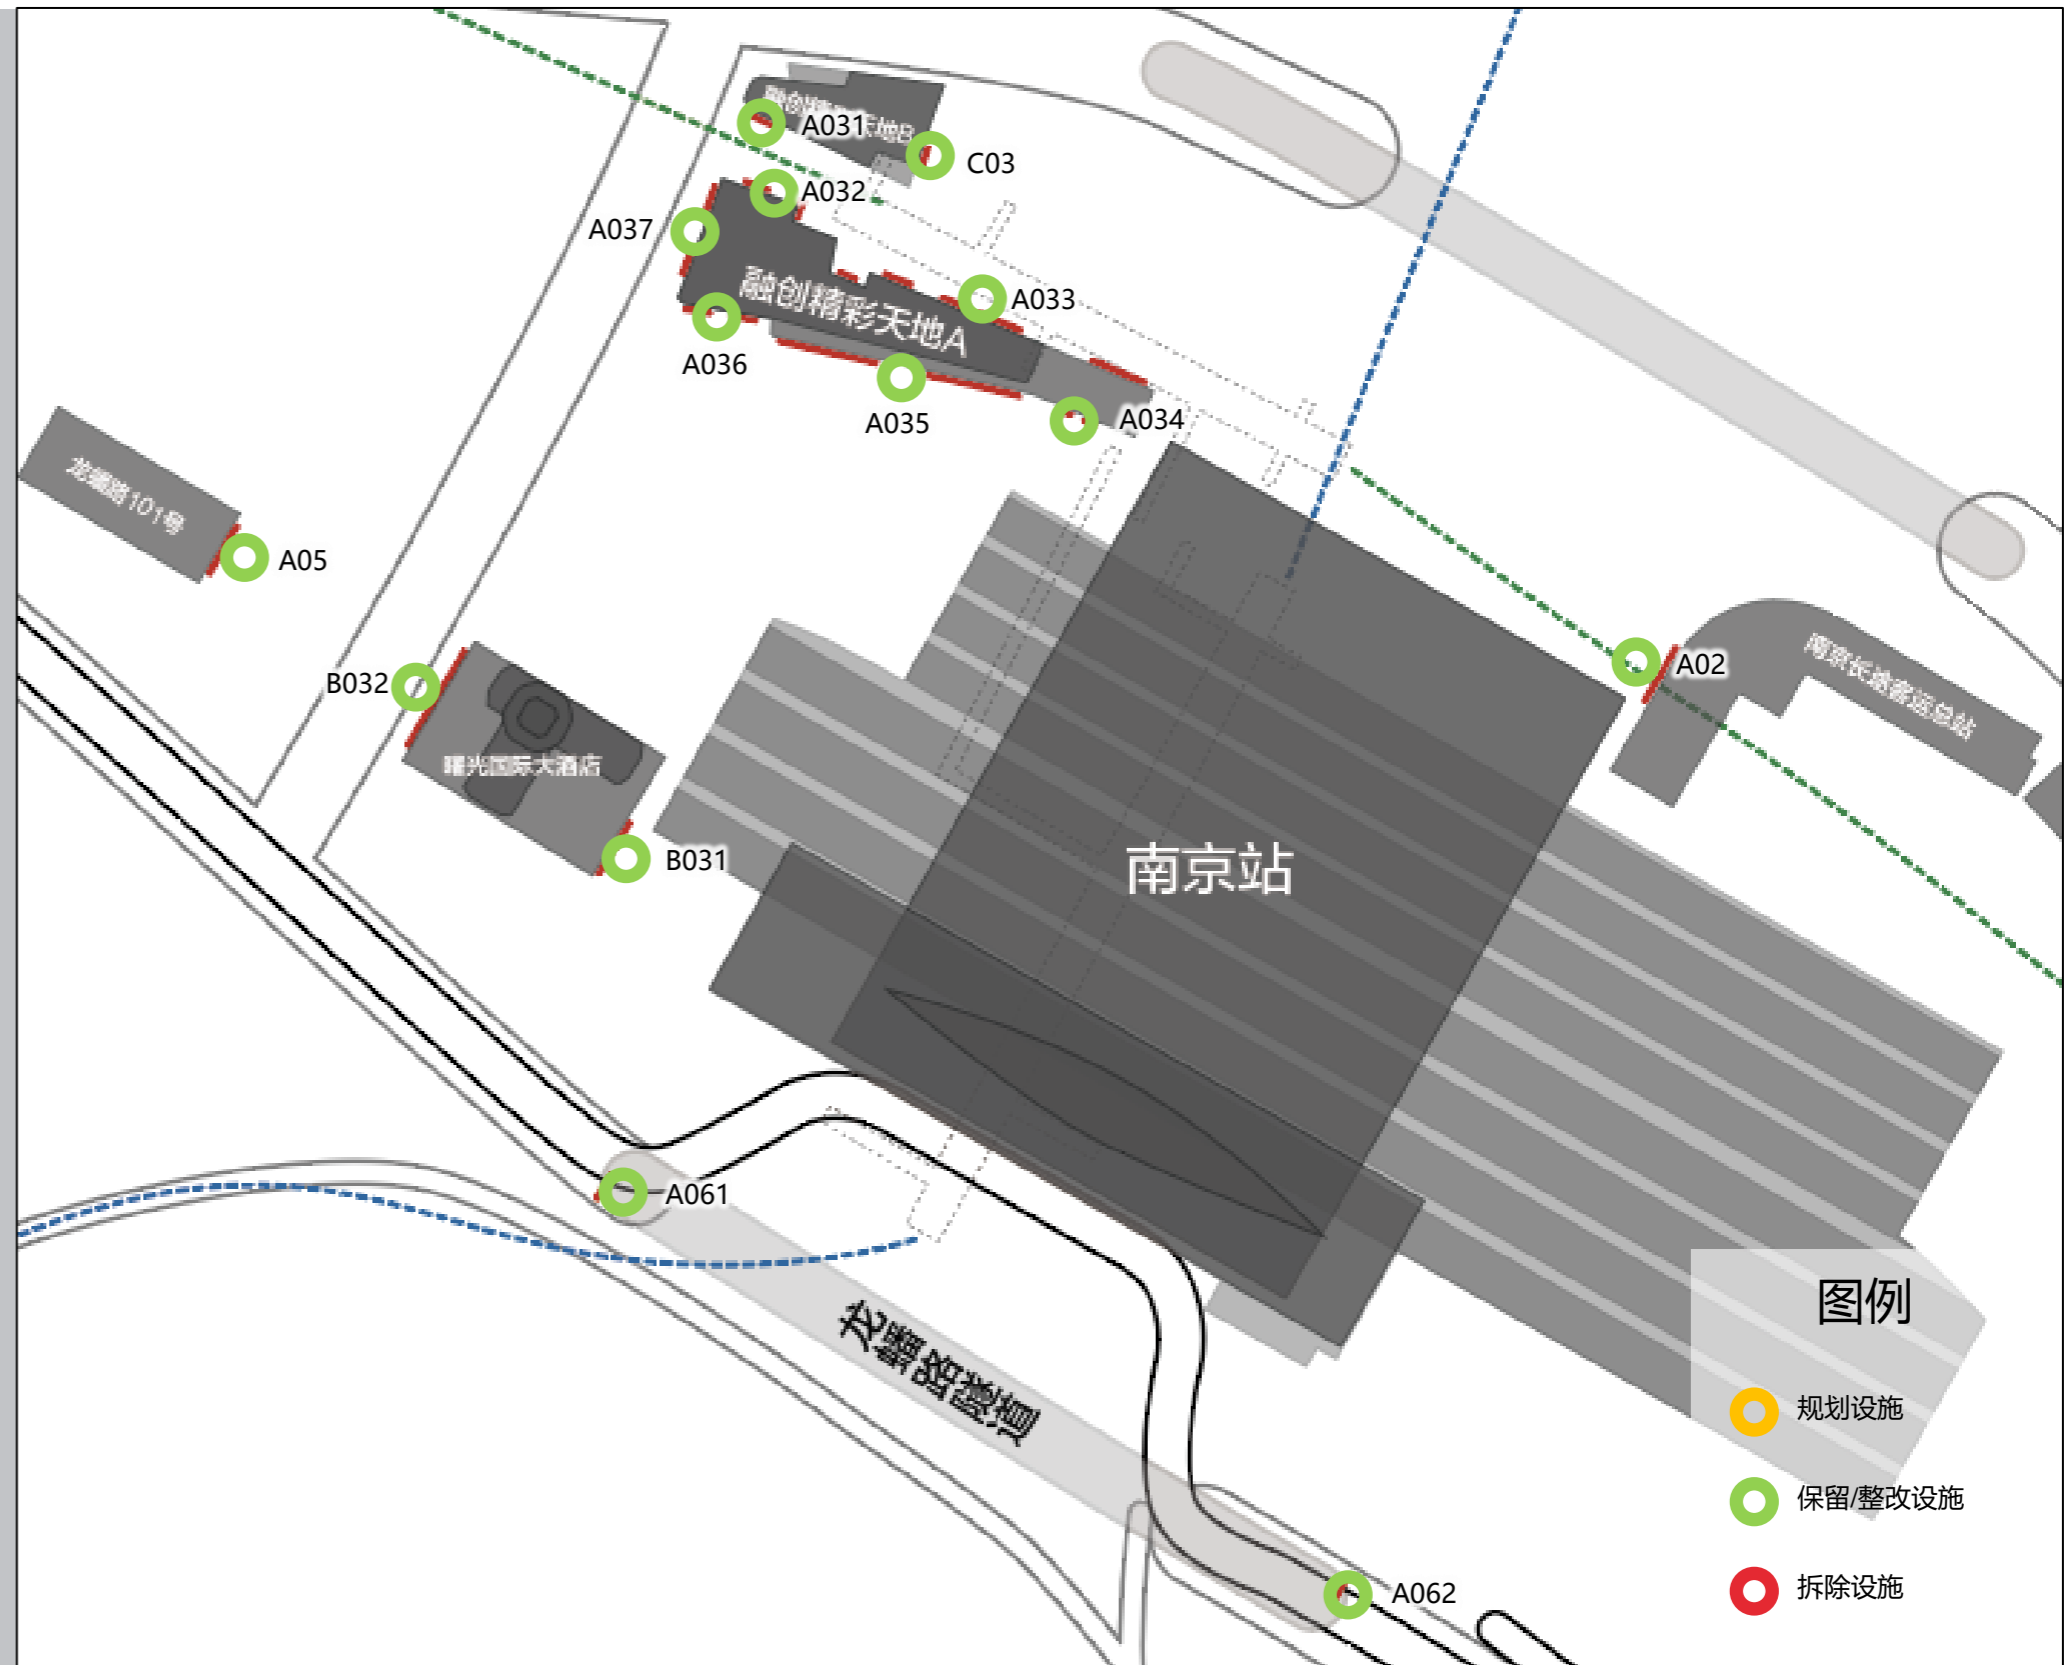 A031
C03
A032
A037
融创精彩天地A
A033
A036
A035
A034
龙蟠路101号
A05
B032
曙光国际大酒店
B031
南京站
A02
南京长途客运总站
A061
龙蟠路隧道
A062
图例
规划设施
保留/整改设施
拆除设施